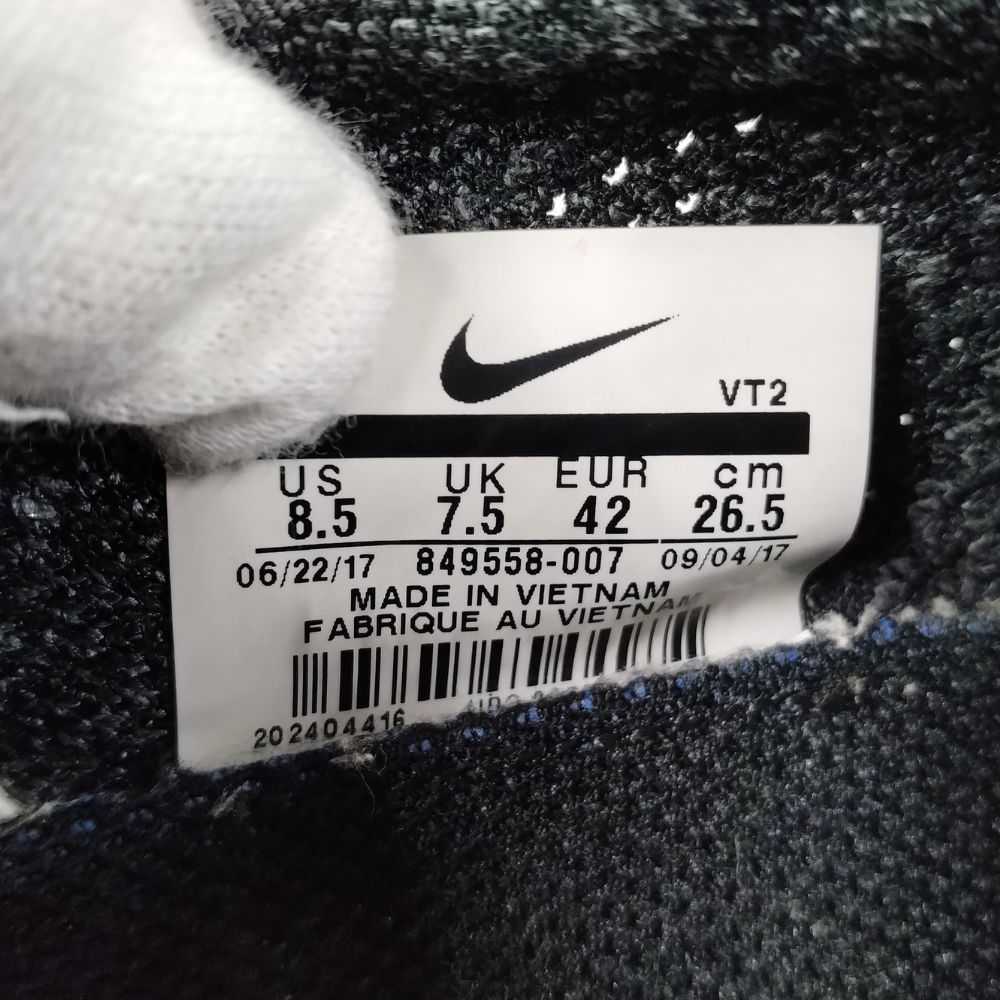 VT2
US UK EUR cm
8.5 7.5 42 26.5
06/22/17 849558-007 09/04/17
MADE IN VIETNAM
FABRIQUE AU VIETNAM
202404416